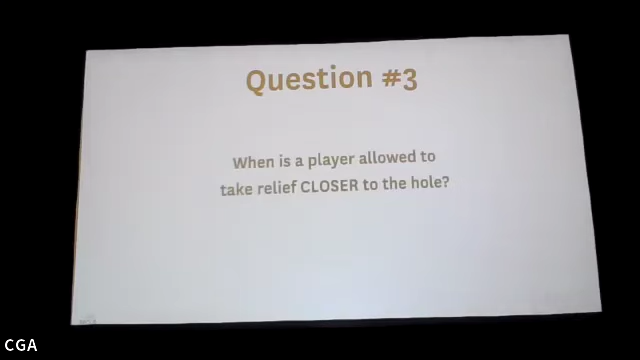 Question #3
When is a player allowed to
take relief CLOSER to the hole?
CGA